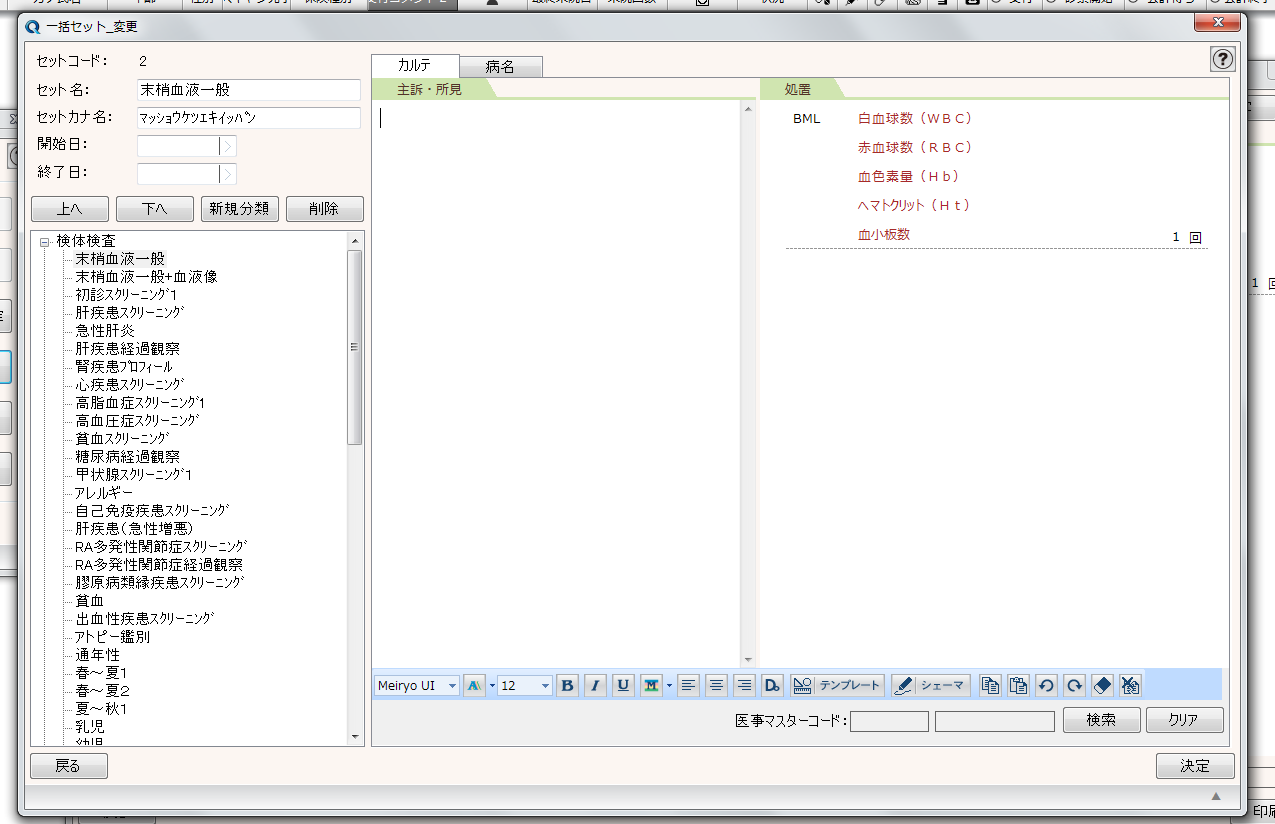 一括セット_変更
セットコード： 2
セット名： 末梢血液一般
セットカナ名： ﾏｯｼｮｳｹﾂｴｷｲｯﾊﾟﾝ
開始日：
終了日：
上へ 下へ 新規分類 削除
検体検査
末梢血液一般
末梢血液一般+血液像
初診ｽｸﾘｰﾆﾝｸﾞ1
肝疾患ｽｸﾘｰﾆﾝｸﾞ
急性肝炎
肝疾患経過観察
腎疾患ﾌﾟﾛﾌｨｰﾙ
心疾患ｽｸﾘｰﾆﾝｸﾞ
高脂血症ｽｸﾘｰﾆﾝｸﾞ1
高血圧症ｽｸﾘｰﾆﾝｸﾞ
貧血ｽｸﾘｰﾆﾝｸﾞ
糖尿病経過観察
甲状腺ｽｸﾘｰﾆﾝｸﾞ1
アレルギー
自己免疫疾患ｽｸﾘｰﾆﾝｸﾞ
肝疾患(急性増悪)
RA多発性関節症ｽｸﾘｰﾆﾝｸﾞ
RA多発性関節症経過観察
膠原病類縁疾患ｽｸﾘｰﾆﾝｸﾞ
貧血
出血性疾患ｽｸﾘｰﾆﾝｸﾞ
アトピー鑑別
通年性
春～夏1
春～夏2
夏～秋1
乳児
幼児
戻る
カルテ 病名
主訴・所見
処置
BML 白血球数（ＷＢＣ）
赤血球数（ＲＢＣ）
血色素量（Ｈｂ）
ﾍﾏﾄｸﾘｯﾄ（Ｈｔ）
血小板数 1 回
Meiryo UI A 12 B I U M D テンプレート シェーマ
医事マスターコード： 検索 クリア
決定
1